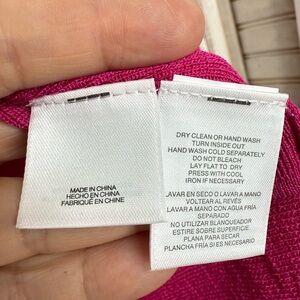 MADE IN CHINA
HECHO EN CHINA
FABRIQUÉ EN CHINE
DRY CLEAN OR HAND WASH
TURN INSIDE OUT
HAND WASH COLD SEPARATELY
DO NOT BLEACH
LAY FLAT TO DRY
PRESS WITH COOL
IRON IF NECESSARY
LAVAR EN SECO O LAVAR A MANO
VOLTEAR AL REVÉS
LAVAR A MANO CON AGUA FRÍA
SEPARADO
NO UTILIZAR BLANQUEADOR
ENTIRE SOBRE SUPERFICIE
PLANA PARA SECAR
PLANCHA FRÍA SI ES NECESARIO